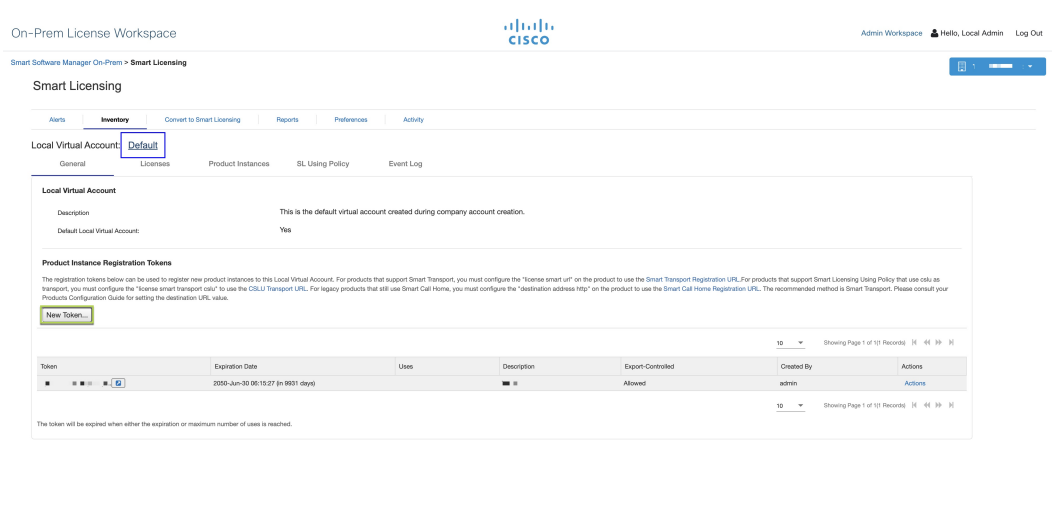 On-Prem License Workspace
CISCO
Admin Workspace Hello, Local Admin Log Out
Smart Software Manager On-Prem > Smart Licensing
Smart Licensing
Alerts Inventory Convert to Smart Licensing Reports Preferences Activity
Local Virtual Account: Default
General Licenses Product Instances SL Using Policy Event Log
Local Virtual Account
Description This is the default virtual account created during company account creation.
Default Local Virtual Account: Yes
Product Instance Registration Tokens
The registration tokens below can be used to register new product instances to this Local Virtual Account. For products that support Smart Transport, you must configure the "license smart url" on the product to use the Smart Transport Registration URL.For products that support Smart Licensing Using Policy that use cslu as
transport, you must configure the "license smart transport cslu" to use the CSLU Transport URL. For legacy products that still use Smart Call Home, you must configure the "destination address http" on the product to use the Smart Call Home Registration URL. The recommended method is Smart Transport. Please consult your
Products Configuration Guide for setting the destination URL value.
New Token...
10 Showing Page 1 of 1(1 Records)
Token Expiration Date Uses Description Export-Controlled Created By Actions
2050-Jun-30 06:15:27 (in 9931 days) Allowed admin Actions
10 Showing Page 1 of 1(1 Records)
The token will be expired when either the expiration or maximum number of uses is reached.